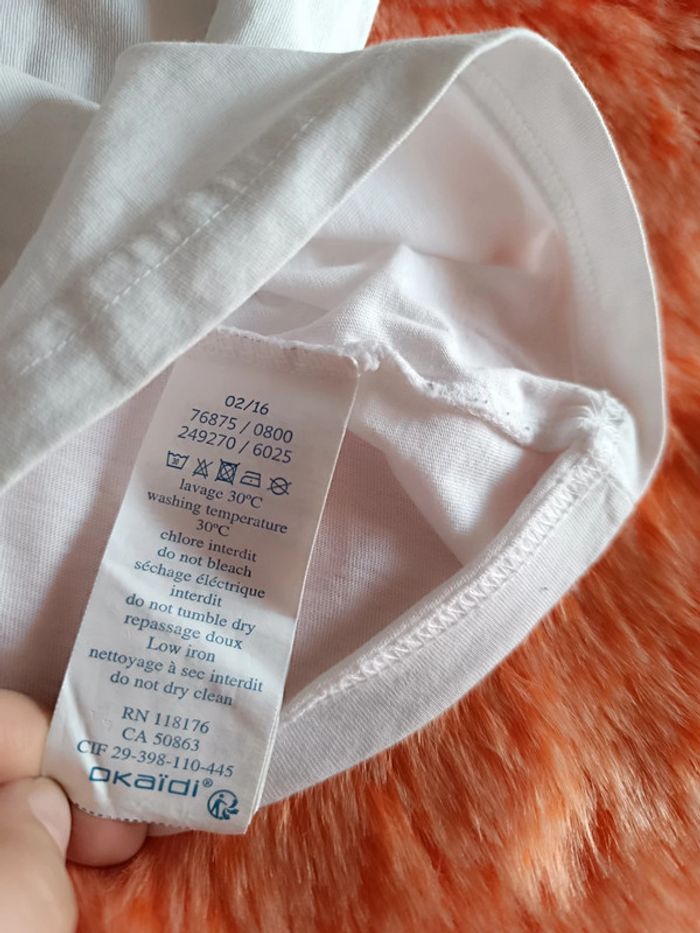 02/16
76875 / 0800
249270 / 6025
30
lavage 30°C
washing temperature
30°C
chlore interdit
do not bleach
séchage éléctrique
interdit
do not tumble dry
repassage doux
Low iron
nettoyage à sec interdit
do not dry clean
RN 118176
CA 50863
CIF 29-398-110-445
okaïdi®